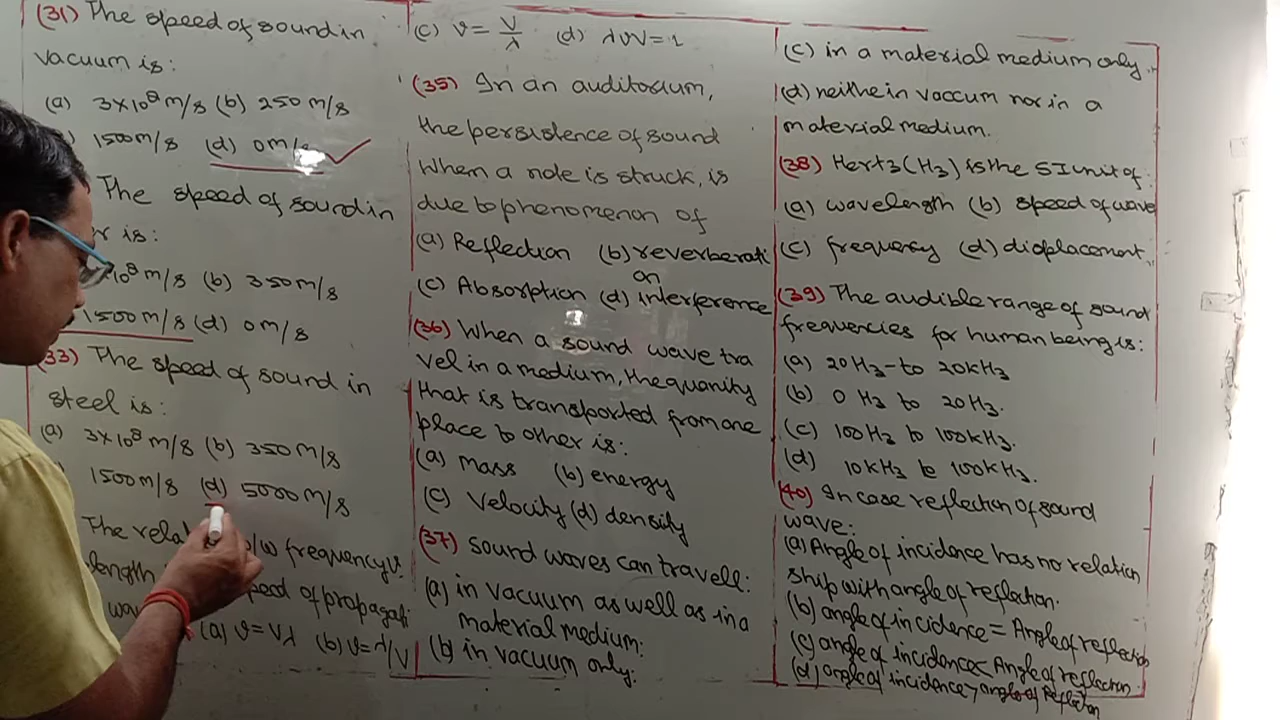 (31) The speed of sound in
vacuum is:
(a) 3×10⁸ m/s (b) 250 m/s
1500 m/s (d) 0 m/s ✓
The speed of sound in
r is:
10⁸ m/s (b) 350 m/s
1500 m/s (d) 0 m/s
(33) The speed of sound in
steel is:
(a) 3×10⁸ m/s (b) 350 m/s
1500 m/s (d) 5000 m/s
The relat b/w frequency ν.
length peed of propagati
wav (a) ν = Vλ (b) ν = λ/V
(c) ν = V/λ (d) λνV = 1
(35) In an auditorium,
the persistence of sound
when a note is struck, is
due to phenomenon of
(a) Reflection (b) reverberati
on
(c) Absorption (d) interference
(36) When a sound wave tra
vel in a medium, the quanity
that is transported from one
place to other is:
(a) mass (b) energy
(c) Velocity (d) density
(37) Sound waves can travell:
(a) in vacuum as well as in a
material medium:
(b) in vacuum only.
(c) in a material medium only.
(d) neithe in vaccum nor in a
material medium.
(38) Hertz (Hz) is the SI unit of:
(a) wavelength (b) speed of wave
(c) frequency (d) displacement.
(39) The audible range of sound
frequencies for human being is:
(a) 20 Hz - to 20 kHz
(b) 0 Hz to 20 Hz.
(c) 100 Hz to 100 kHz.
(d) 10 kHz to 100 kHz.
(40) In case reflection of sound
wave:
(a) Angle of incidence has no relation
ship with angle of reflection.
(b) angle of incidence = Angle of reflection
(c) angle of incidence < Angle of reflection.
(d) angle of incidence > angle of Reflection